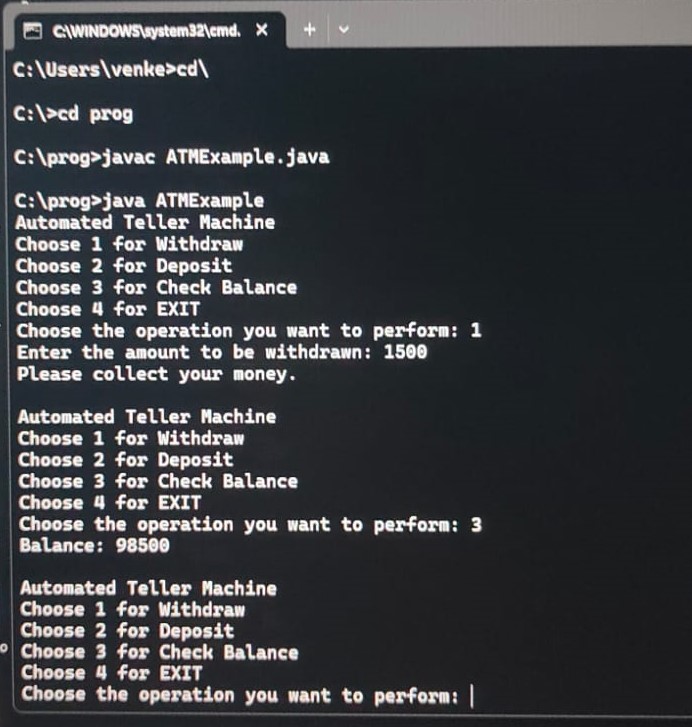 C:\WINDOWS\system32\cmd.
C:\Users\venke>cd\
C:\>cd prog
C:\prog>javac ATMExample.java
C:\prog>java ATMExample
Automated Teller Machine
Choose 1 for Withdraw
Choose 2 for Deposit
Choose 3 for Check Balance
Choose 4 for EXIT
Choose the operation you want to perform: 1
Enter the amount to be withdrawn: 1500
Please collect your money.
Automated Teller Machine
Choose 1 for Withdraw
Choose 2 for Deposit
Choose 3 for Check Balance
Choose 4 for EXIT
Choose the operation you want to perform: 3
Balance: 98500
Automated Teller Machine
Choose 1 for Withdraw
Choose 2 for Deposit
Choose 3 for Check Balance
Choose 4 for EXIT
Choose the operation you want to perform: